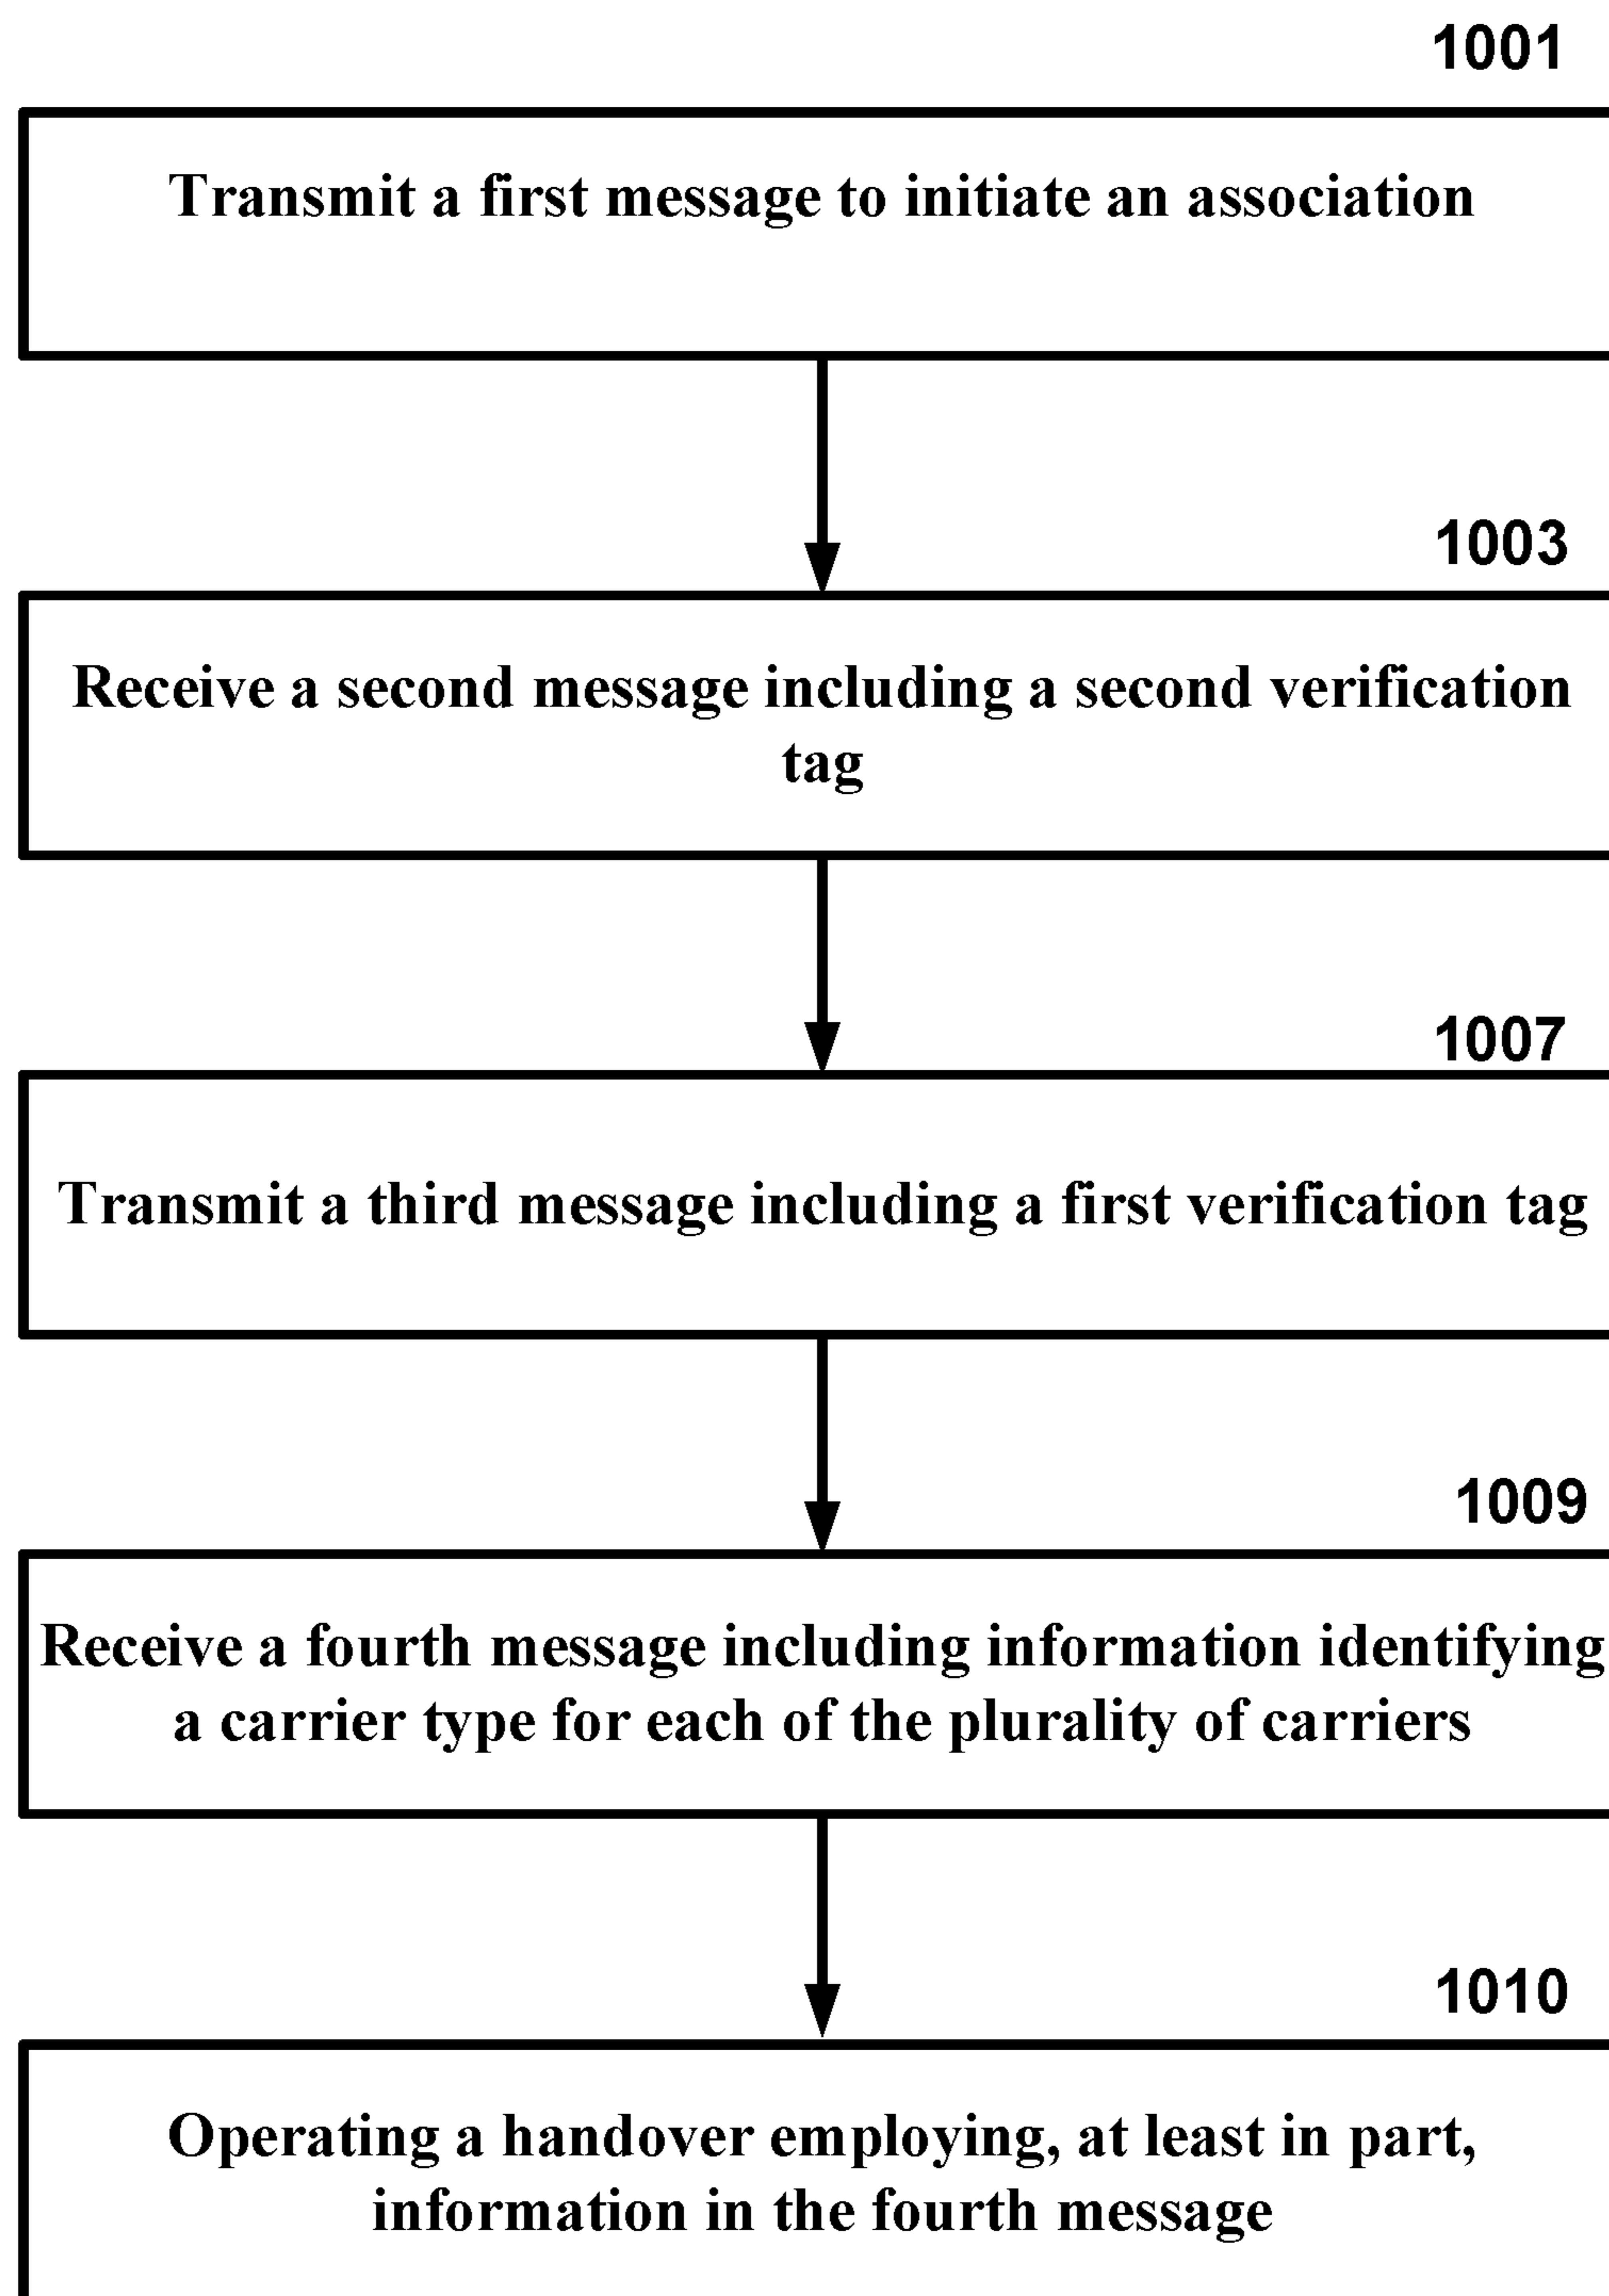 1001
Transmit a first message to initiate an association
1003
Receive a second message including a second verification
tag
1007
Transmit a third message including a first verification tag
1009
Receive a fourth message including information identifying
a carrier type for each of the plurality of carriers
1010
Operating a handover employing, at least in part,
information in the fourth message